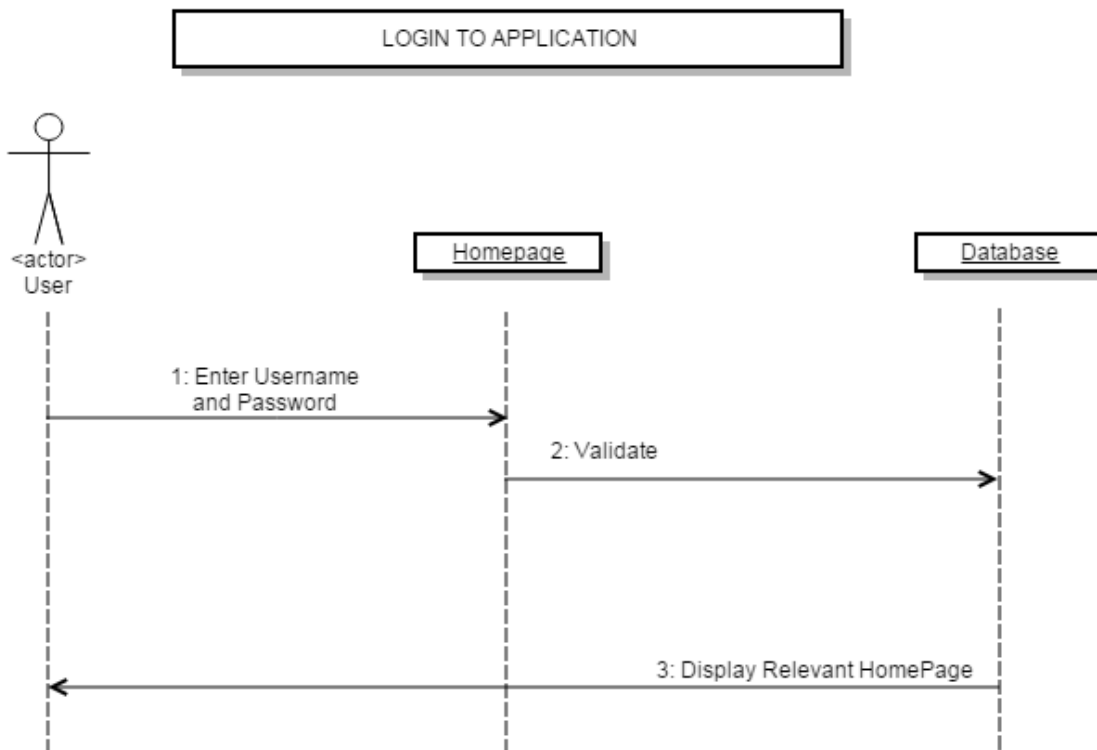 LOGIN TO APPLICATION
<actor>
User
Homepage
Database
1: Enter Username
and Password
2: Validate
3: Display Relevant HomePage